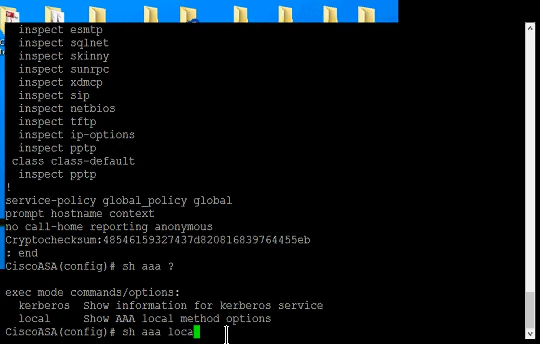 inspect esmtp
inspect sqlnet
inspect skinny
inspect sunrpc
inspect xdmcp
inspect sip
inspect netbios
inspect tftp
inspect ip-options
inspect pptp
class class-default
inspect pptp
!
service-policy global_policy global
prompt hostname context
no call-home reporting anonymous
Cryptochecksum:48546159327437d820816839764455eb
: end
CiscoASA(config)# sh aaa ?
exec mode commands/options:
kerberos Show information for kerberos service
local Show AAA local method options
CiscoASA(config)# sh aaa loca